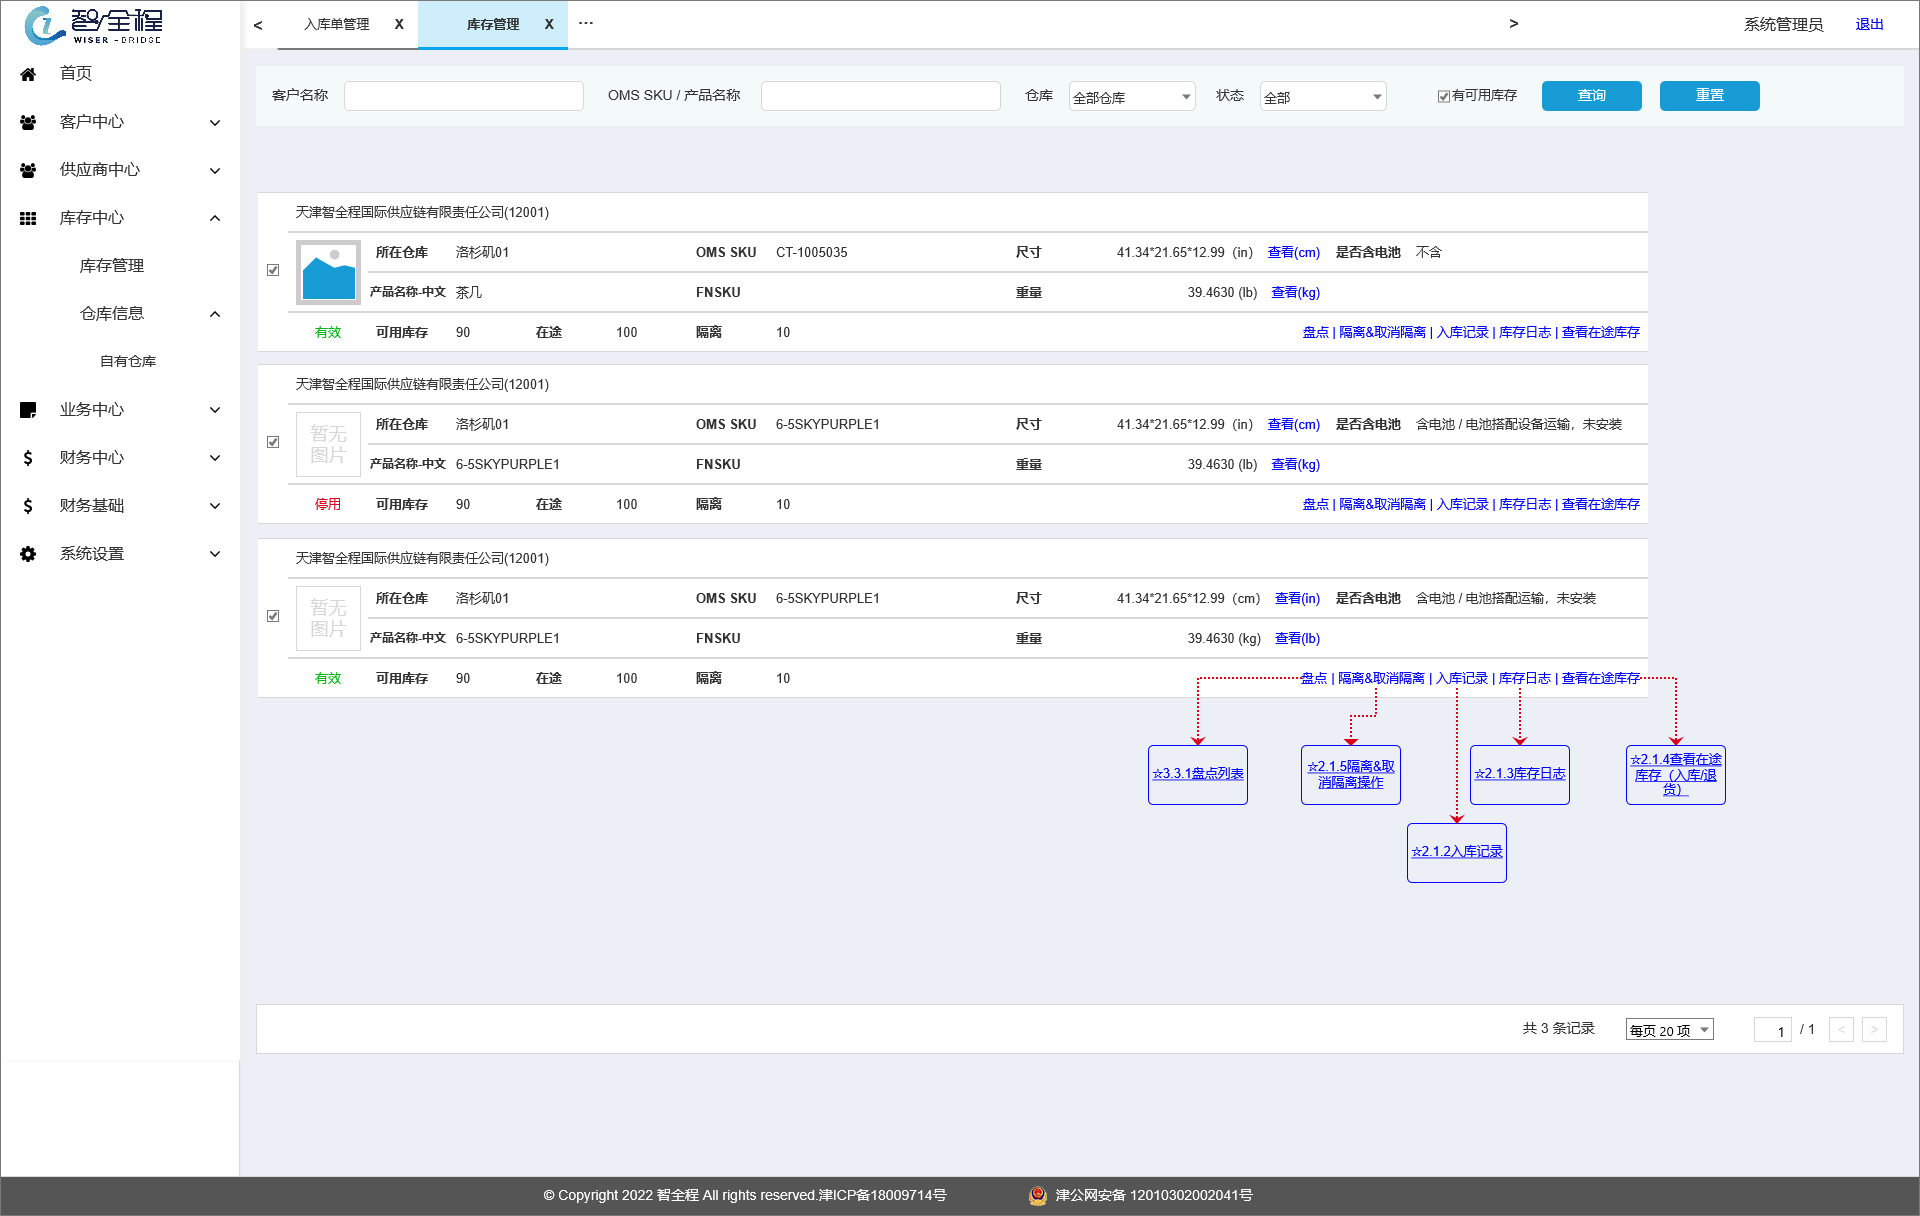 智全程
WISER -BRIDGE
< 入库单管理 X 库存管理 X ... > 系统管理员 退出
首页
客户中心
供应商中心
库存中心
库存管理
仓库信息
自有仓库
业务中心
$ 财务中心
$ 财务基础
系统设置
客户名称 OMS SKU / 产品名称 仓库 全部仓库 状态 全部 有可用库存 查询 重置
天津智全程国际供应链有限责任公司(12001)
所在仓库 洛杉矶01 OMS SKU CT-1005035 尺寸 41.34*21.65*12.99（in） 查看(cm) 是否含电池 不含
产品名称-中文 茶几 FNSKU 重量 39.4630 (lb) 查看(kg)
有效 可用库存 90 在途 100 隔离 10 盘点 | 隔离&取消隔离 | 入库记录 | 库存日志 | 查看在途库存
天津智全程国际供应链有限责任公司(12001)
暂无
图片
所在仓库 洛杉矶01 OMS SKU 6-5SKYPURPLE1 尺寸 41.34*21.65*12.99（in） 查看(cm) 是否含电池 含电池 / 电池搭配设备运输，未安装
产品名称-中文 6-5SKYPURPLE1 FNSKU 重量 39.4630 (lb) 查看(kg)
停用 可用库存 90 在途 100 隔离 10 盘点 | 隔离&取消隔离 | 入库记录 | 库存日志 | 查看在途库存
天津智全程国际供应链有限责任公司(12001)
暂无
图片
所在仓库 洛杉矶01 OMS SKU 6-5SKYPURPLE1 尺寸 41.34*21.65*12.99（cm） 查看(in) 是否含电池 含电池 / 电池搭配运输，未安装
产品名称-中文 6-5SKYPURPLE1 FNSKU 重量 39.4630 (kg) 查看(lb)
有效 可用库存 90 在途 100 隔离 10 盘点 | 隔离&取消隔离 | 入库记录 | 库存日志 | 查看在途库存
☆3.3.1盘点列表
☆2.1.5隔离&取
消隔离操作
☆2.1.3库存日志
☆2.1.4查看在途
库存（入库/退
货）
☆2.1.2入库记录
共 3 条记录 每页 20 项 1 / 1 < >
© Copyright 2022 智全程 All rights reserved.津ICP备18009714号 津公网安备 12010302002041号